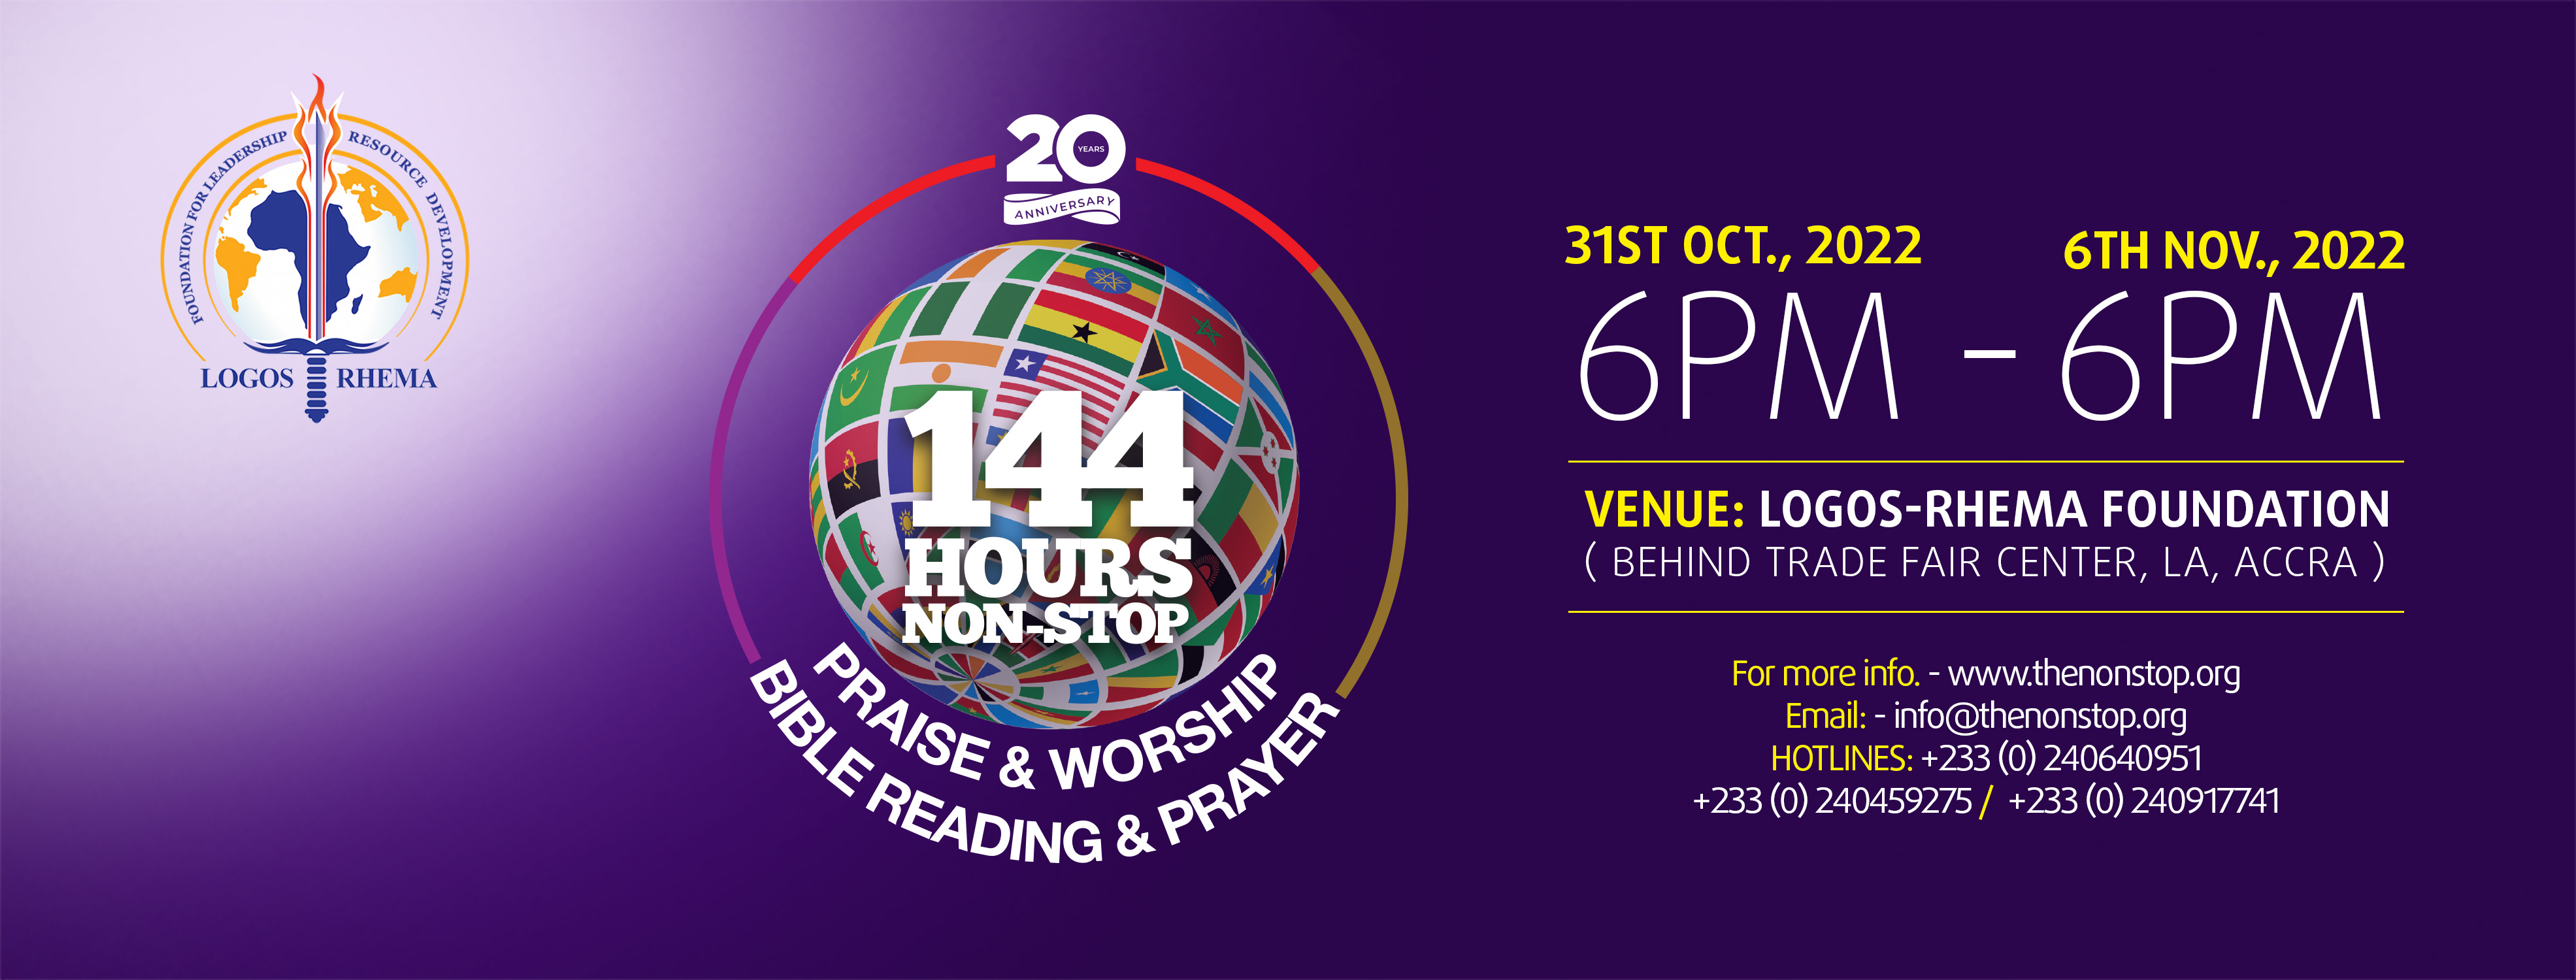 FOUNDATION FOR LEADERSHIP RESOURCE DEVELOPMENT
LOGOS RHEMA
20
YEARS
ANNIVERSARY
144
HOURS
NON-STOP
PRAISE & WORSHIP
BIBLE READING & PRAYER
31ST OCT., 2022 6TH NOV., 2022
6PM – 6PM
VENUE: LOGOS-RHEMA FOUNDATION
( BEHIND TRADE FAIR CENTER, LA, ACCRA )
For more info. - www.thenonstop.org
Email: - info@thenonstop.org
HOTLINES: +233 (0) 240640951
+233 (0) 240459275 / +233 (0) 240917741